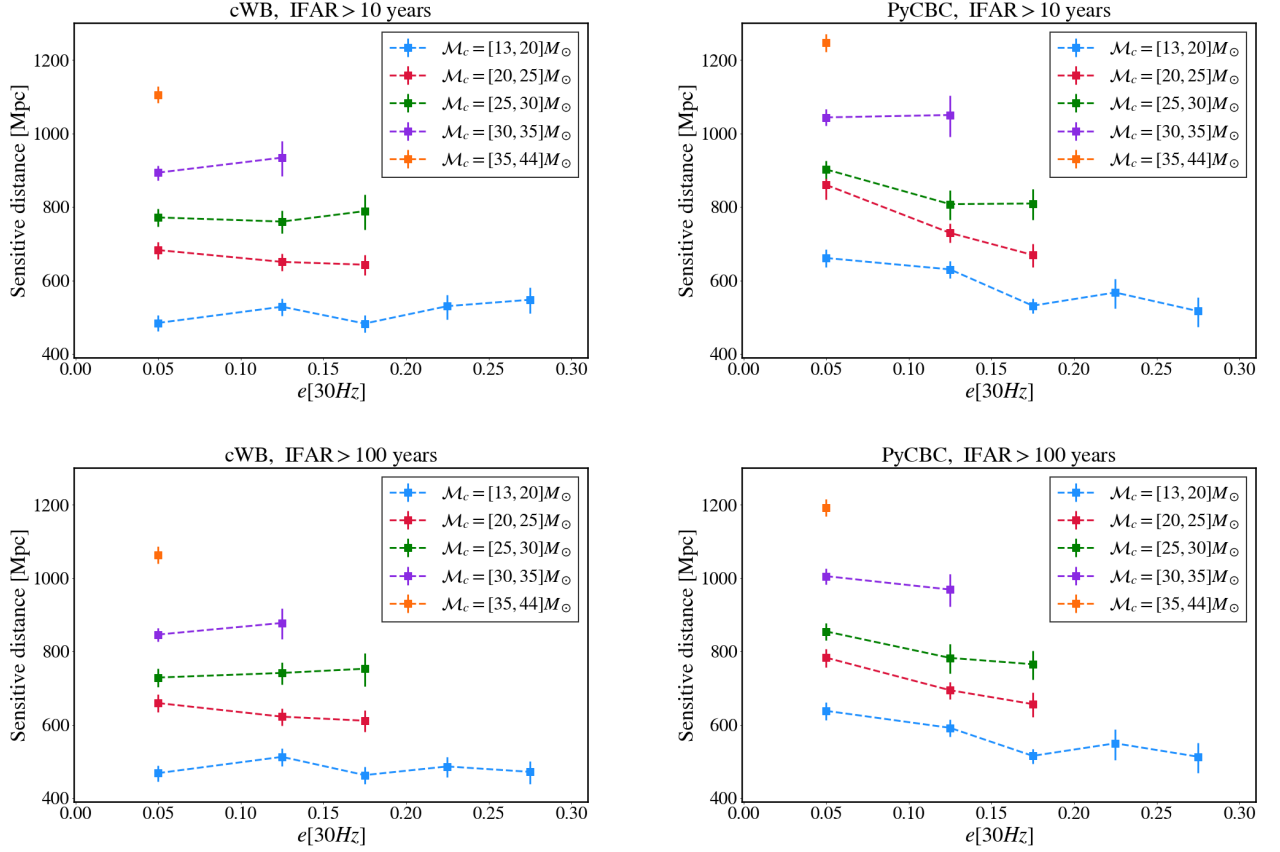 cWB, IFAR > 10 years
Sensitive distance [Mpc]
1200
1000
800
600
400
0.00 0.05 0.10 0.15 0.20 0.25 0.30
e[30Hz]
ℳc = [13, 20]M⊙
ℳc = [20, 25]M⊙
ℳc = [25, 30]M⊙
ℳc = [30, 35]M⊙
ℳc = [35, 44]M⊙
PyCBC, IFAR > 10 years
Sensitive distance [Mpc]
1200
1000
800
600
400
0.00 0.05 0.10 0.15 0.20 0.25 0.30
e[30Hz]
ℳc = [13, 20]M⊙
ℳc = [20, 25]M⊙
ℳc = [25, 30]M⊙
ℳc = [30, 35]M⊙
ℳc = [35, 44]M⊙
cWB, IFAR > 100 years
Sensitive distance [Mpc]
1200
1000
800
600
400
0.00 0.05 0.10 0.15 0.20 0.25 0.30
e[30Hz]
ℳc = [13, 20]M⊙
ℳc = [20, 25]M⊙
ℳc = [25, 30]M⊙
ℳc = [30, 35]M⊙
ℳc = [35, 44]M⊙
PyCBC, IFAR > 100 years
Sensitive distance [Mpc]
1200
1000
800
600
400
0.00 0.05 0.10 0.15 0.20 0.25 0.30
e[30Hz]
ℳc = [13, 20]M⊙
ℳc = [20, 25]M⊙
ℳc = [25, 30]M⊙
ℳc = [30, 35]M⊙
ℳc = [35, 44]M⊙